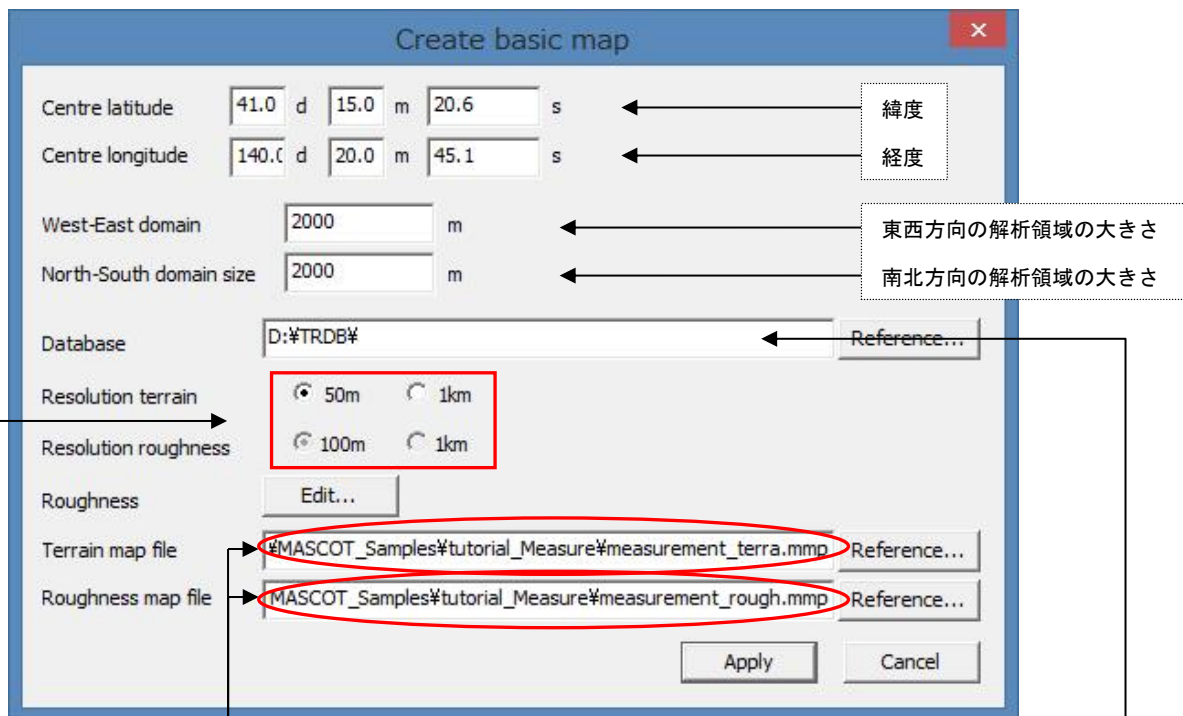 Create basic map
Centre latitude 41.0 d 15.0 m 20.6 s 緯度
Centre longitude 140.0 d 20.0 m 45.1 s 経度
West-East domain 2000 m 東西方向の解析領域の大きさ
North-South domain size 2000 m 南北方向の解析領域の大きさ
Database D:¥TRDB¥ Reference...
Resolution terrain 50m 1km
Resolution roughness 100m 1km
Roughness Edit...
Terrain map file ¥MASCOT_Samples¥tutorial_Measure¥measurement_terra.mmp Reference...
Roughness map file MASCOT_Samples¥tutorial_Measure¥measurement_rough.mmp Reference...
Apply Cancel